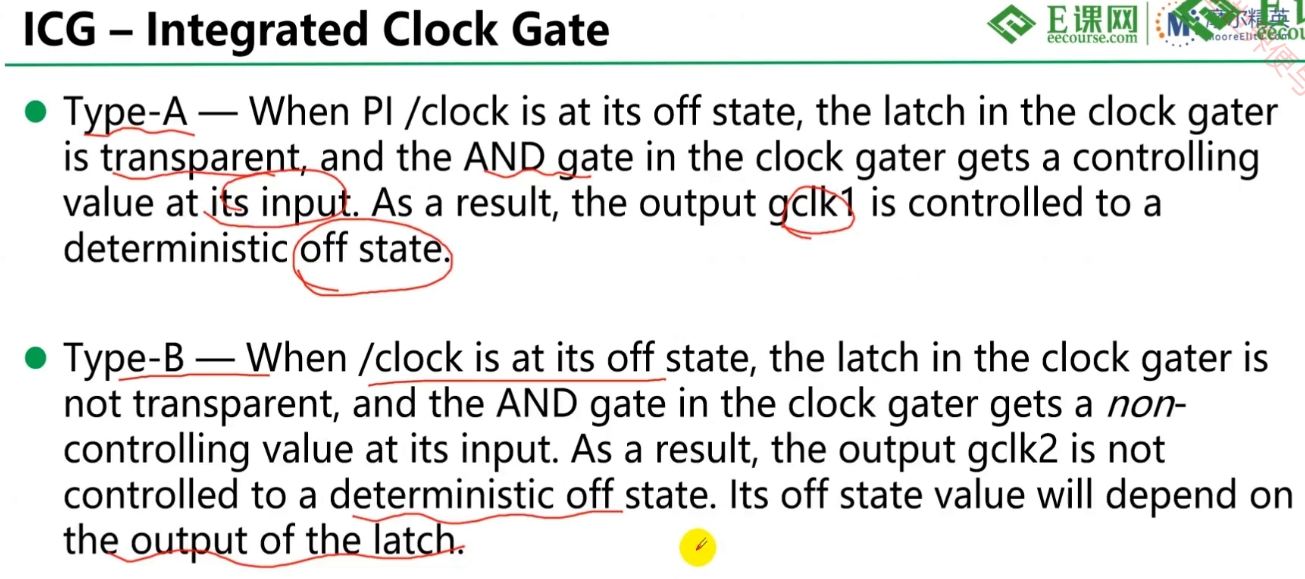 ICG – Integrated Clock Gate
E课网
eecourse.com
MooreElite.com
● Type-A — When PI /clock is at its off state, the latch in the clock gater
is transparent, and the AND gate in the clock gater gets a controlling
value at its input. As a result, the output gclk1 is controlled to a
deterministic off state.
● Type-B — When /clock is at its off state, the latch in the clock gater is
not transparent, and the AND gate in the clock gater gets a non-
controlling value at its input. As a result, the output gclk2 is not
controlled to a deterministic off state. Its off state value will depend on
the output of the latch.